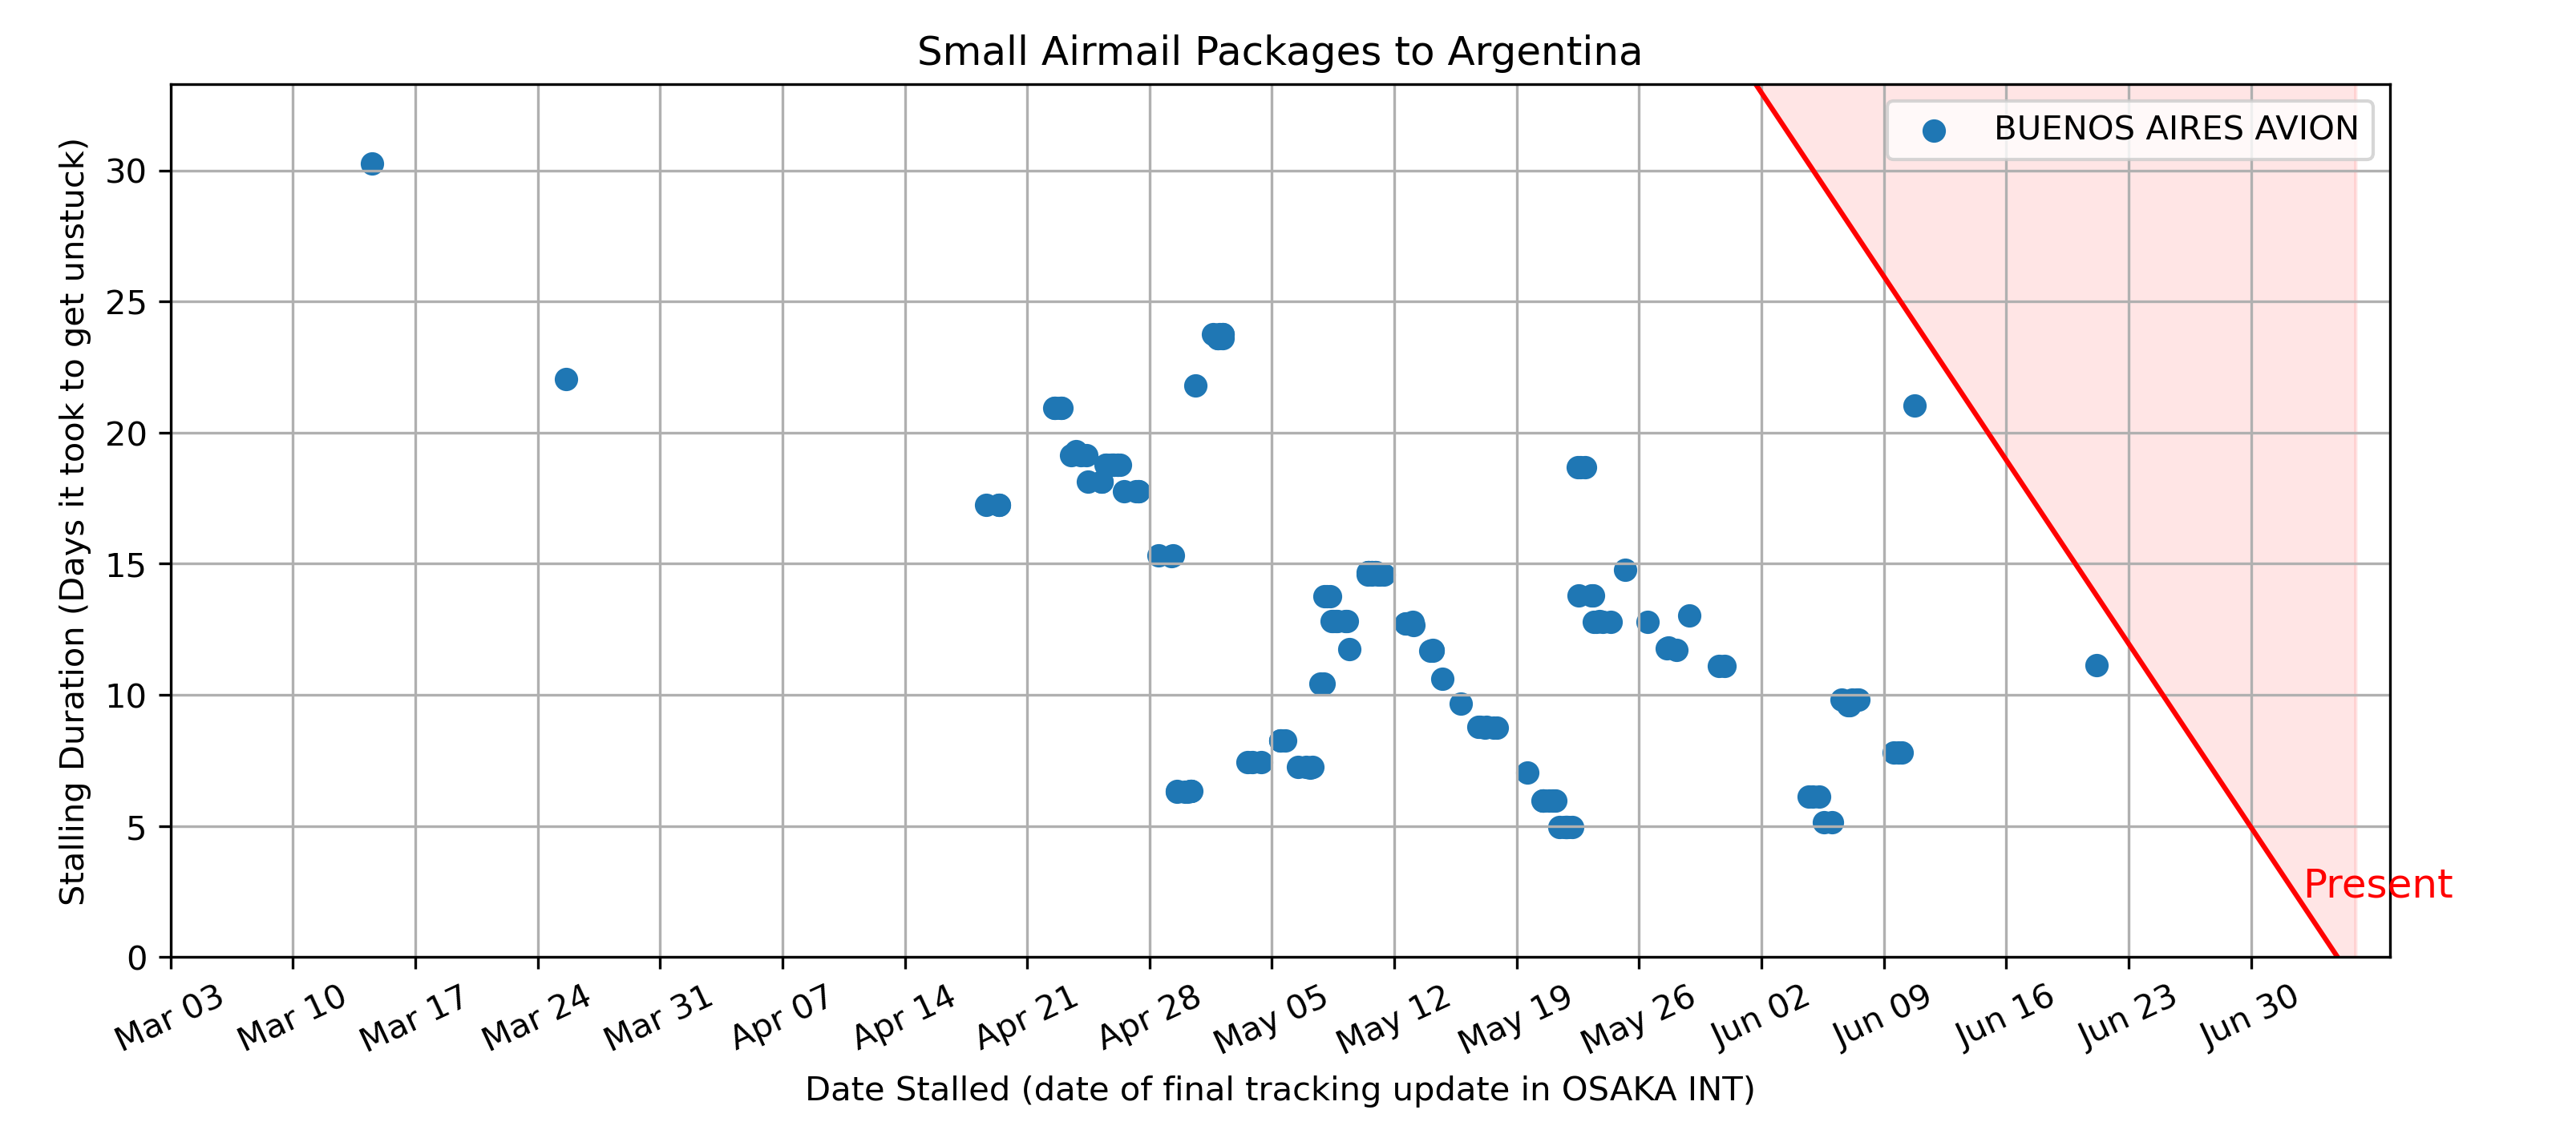 Small Airmail Packages to Argentina
BUENOS AIRES AVION
Stalling Duration (Days it took to get unstuck)
30
25
20
15
10
5
0
Present
Mar 03
Mar 10
Mar 17
Mar 24
Mar 31
Apr 07
Apr 14
Apr 21
Apr 28
May 05
May 12
May 19
May 26
Jun 02
Jun 09
Jun 16
Jun 23
Jun 30
Date Stalled (date of final tracking update in OSAKA INT)